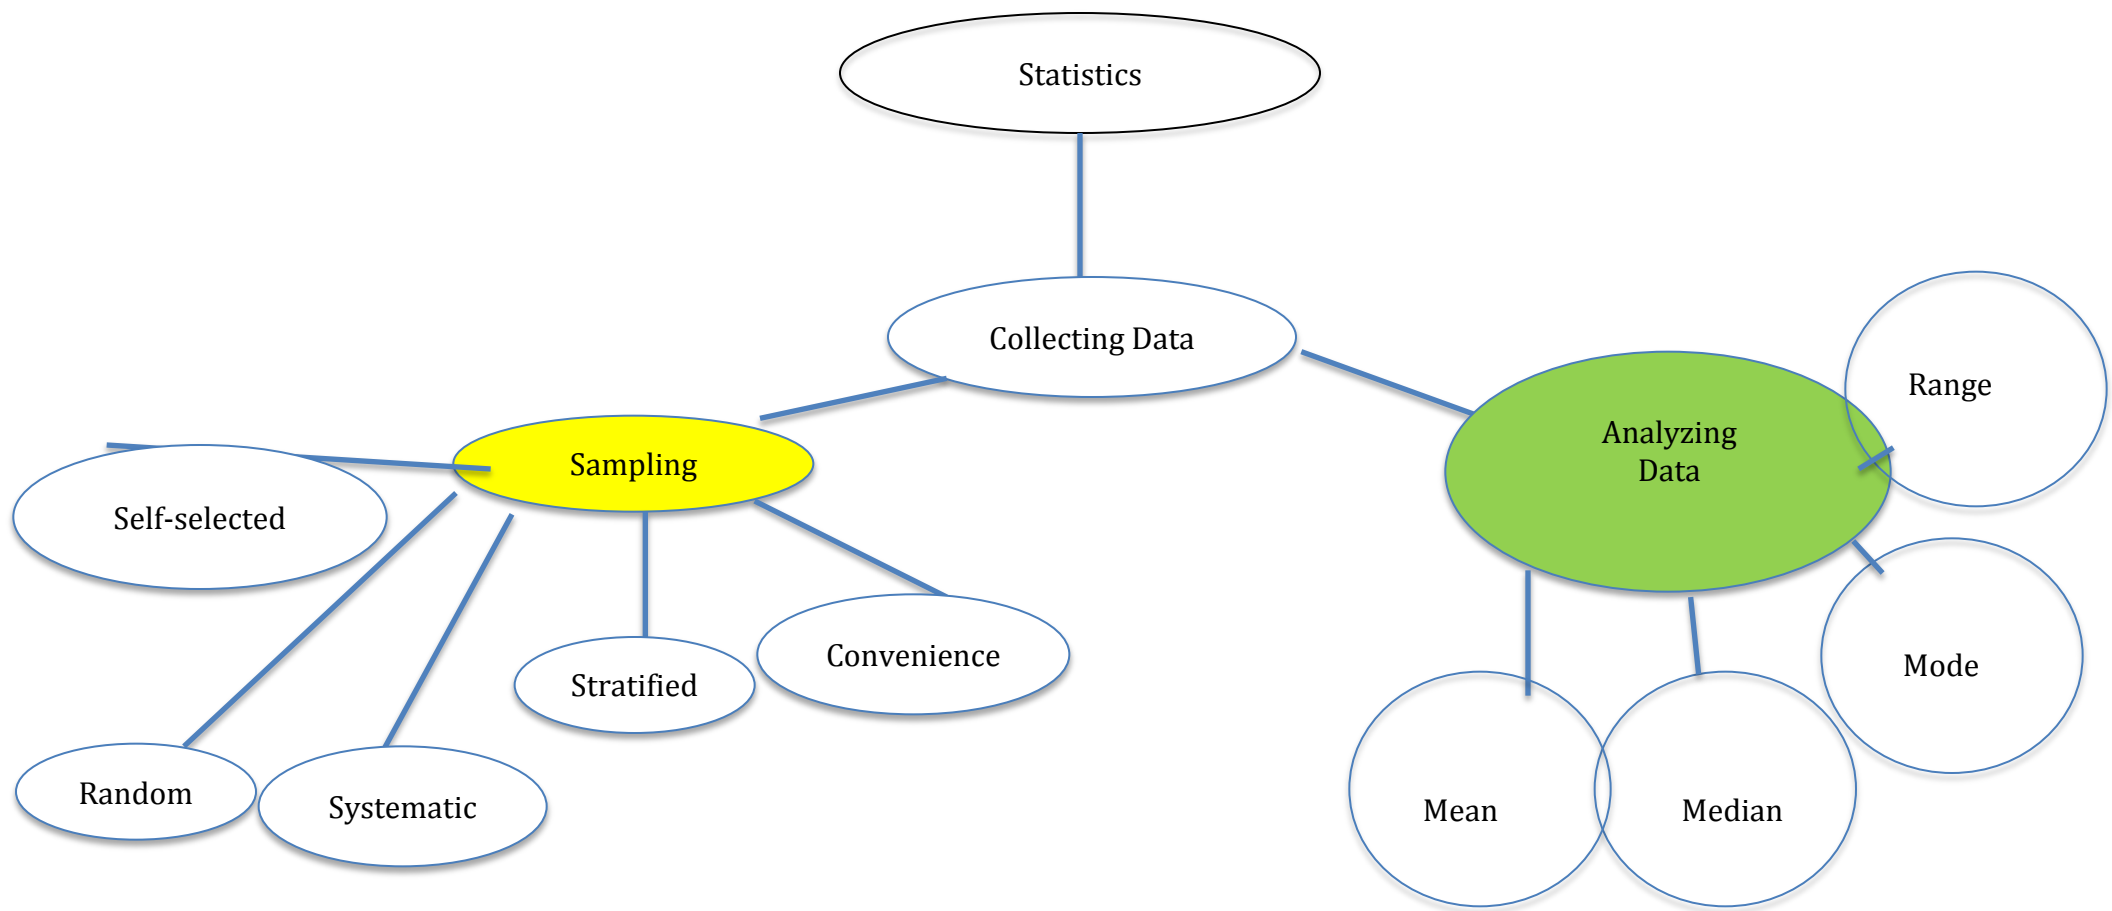 Statistics
Collecting Data
Range
Analyzing
Data
Sampling
Self-selected
Convenience
Mode
Stratified
Random
Systematic
Mean
Median